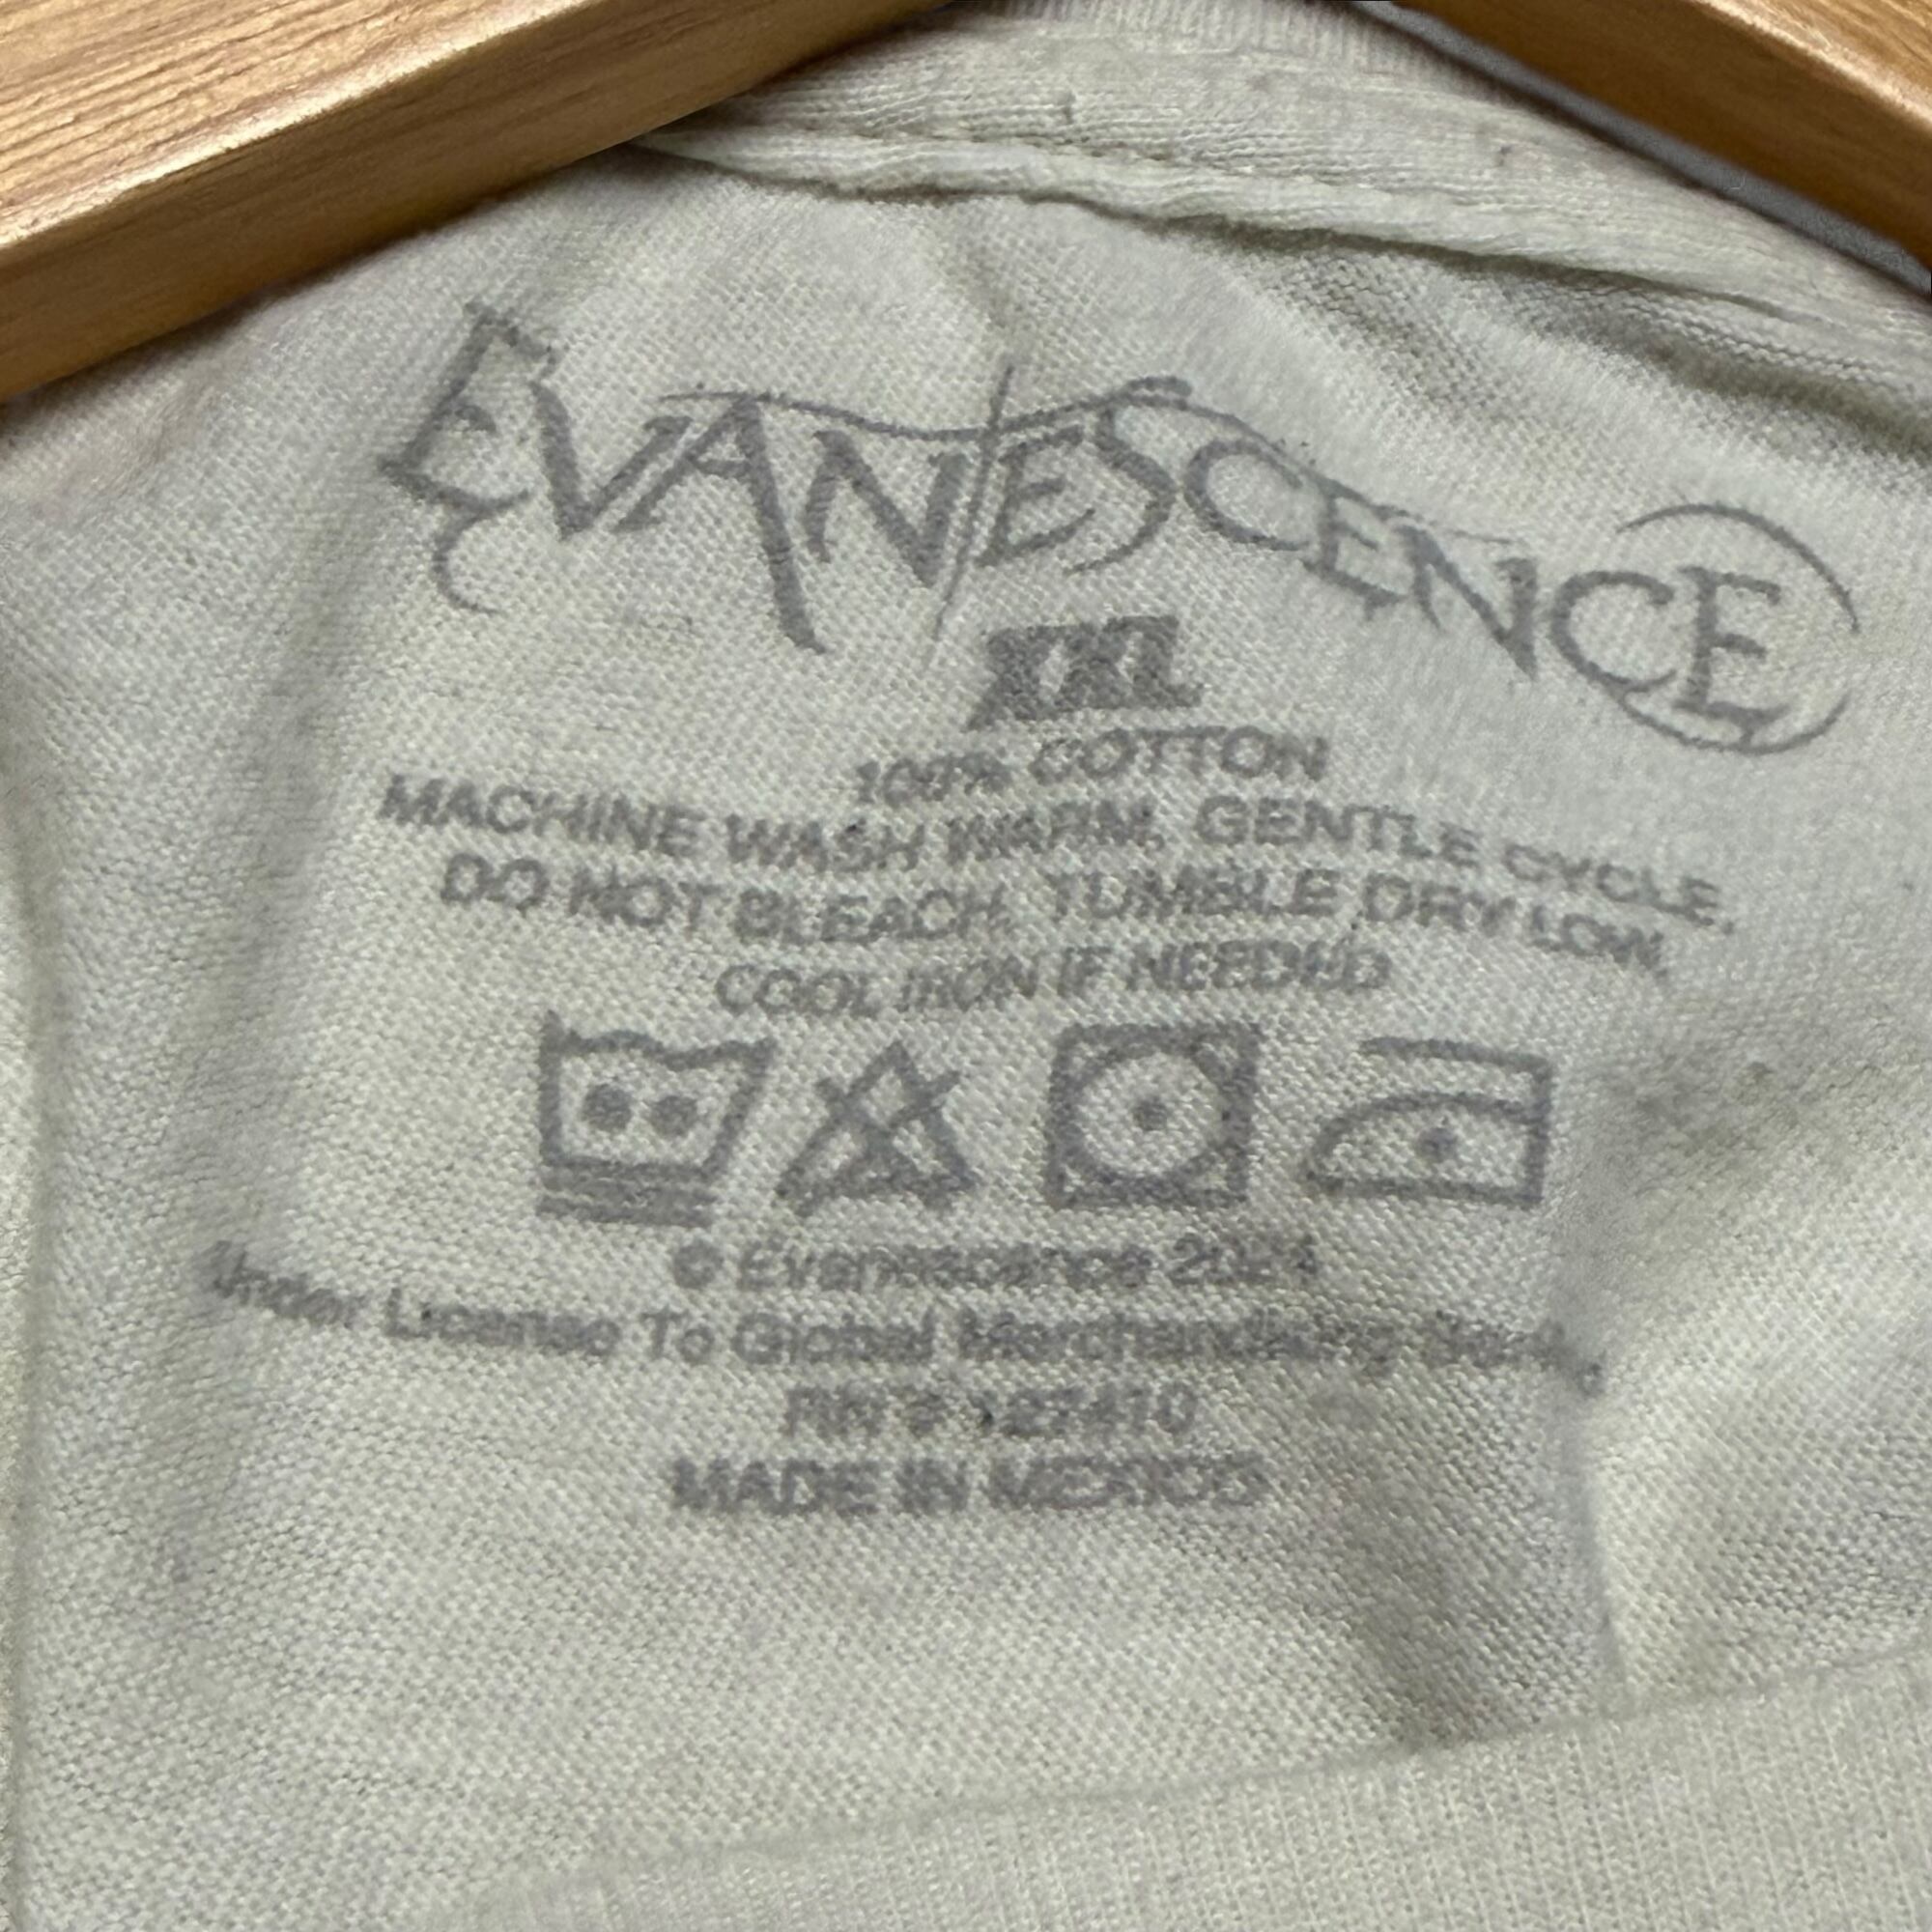 EVANESCENCE
XXL
100% COTTON
MACHINE WASH WARM, GENTLE CYCLE.
DO NOT BLEACH. TUMBLE DRY LOW.
COOL IRON IF NEEDED
© Evanescence
Under License To Global Merchandising
RN #
MADE IN MEXICO